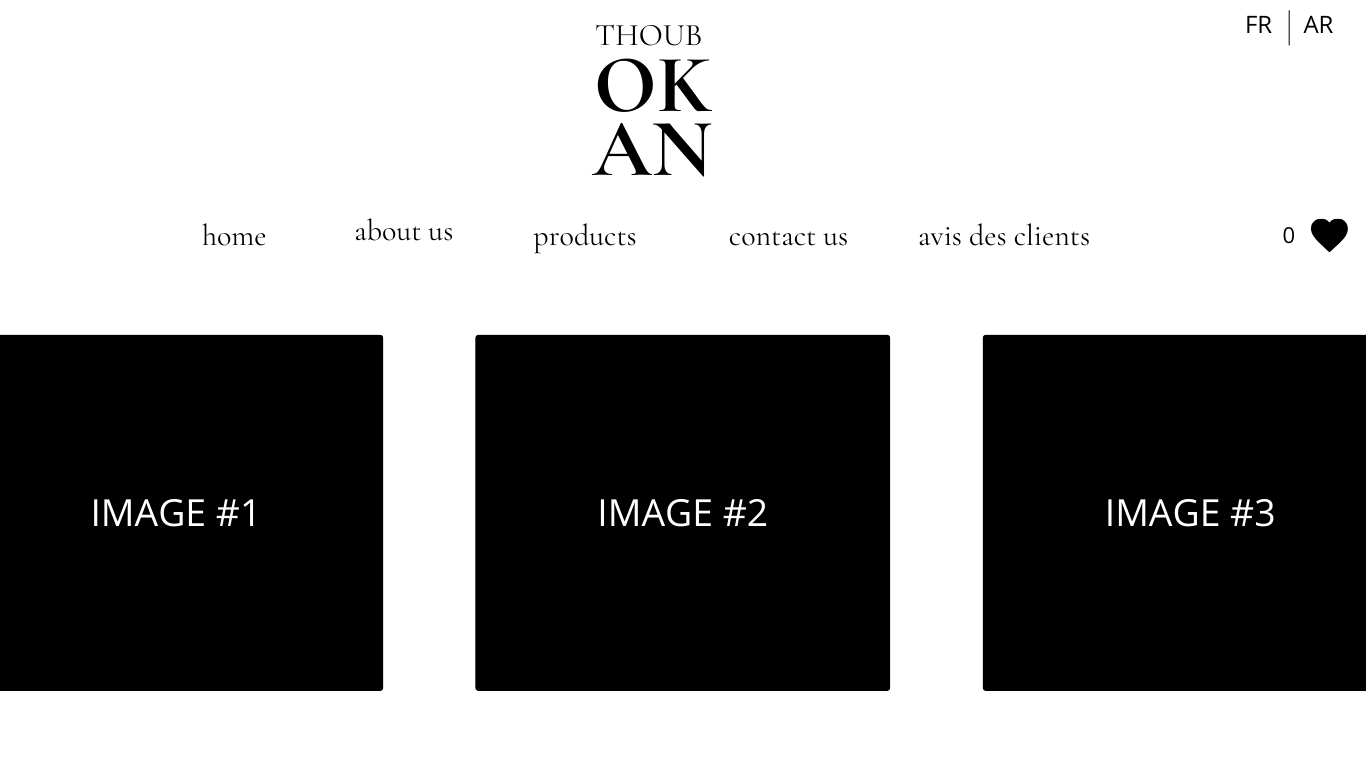 FR | AR
THOUB
OK
AN
home about us products contact us avis des clients 0
IMAGE #1 IMAGE #2 IMAGE #3